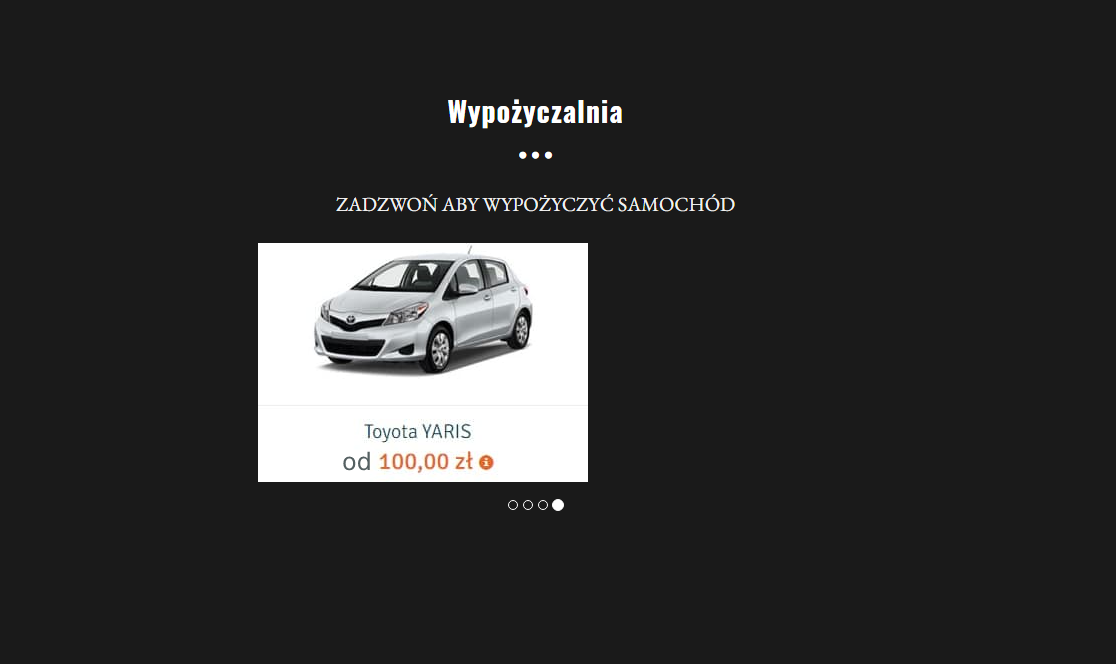 Wypożyczalnia
ZADZWOŃ ABY WYPOŻYCZYĆ SAMOCHÓD
Toyota YARIS
od 100,00 zł